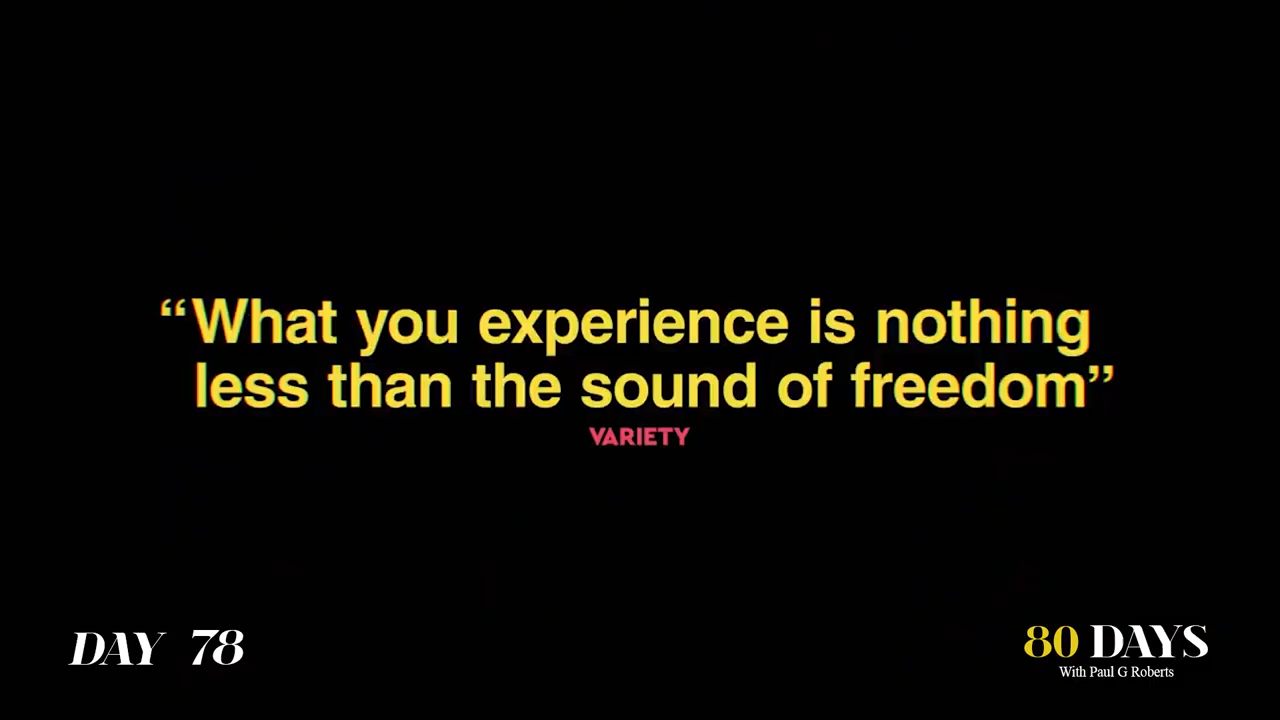 “What you experience is nothing
less than the sound of freedom”
VARIETY
DAY 78
80 DAYS
With Paul G Roberts